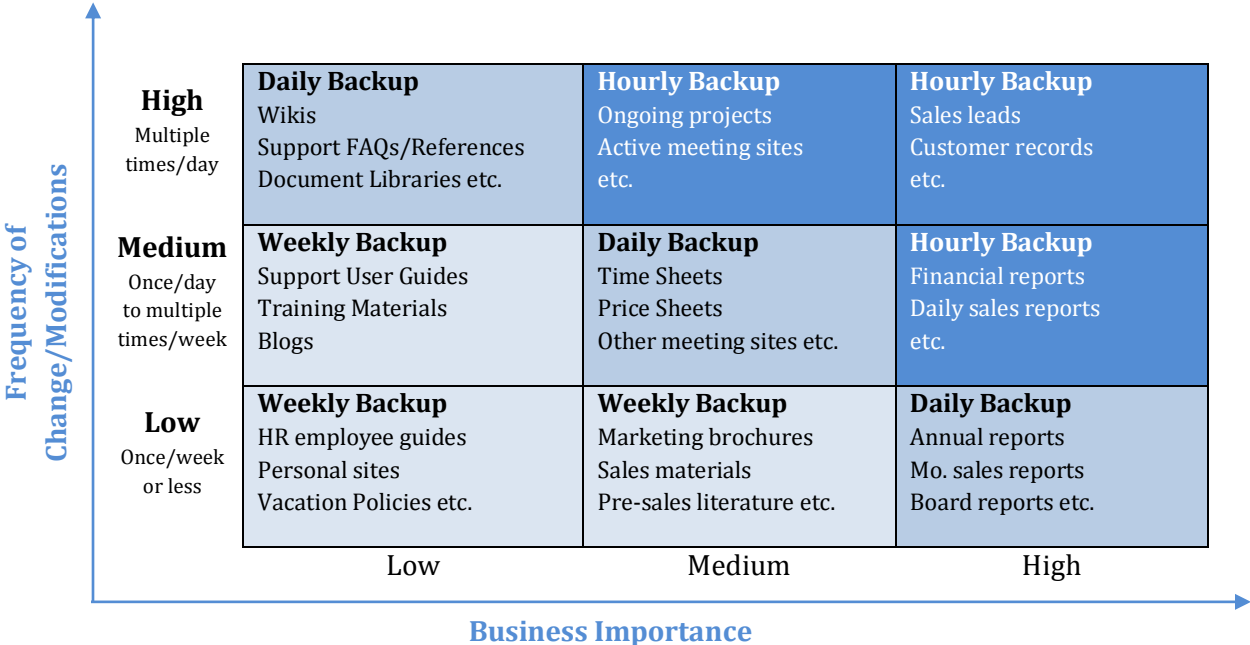 Frequency of
Change/Modifications
High
Multiple
times/day
Daily Backup
Wikis
Support FAQs/References
Document Libraries etc.
Hourly Backup
Ongoing projects
Active meeting sites
etc.
Hourly Backup
Sales leads
Customer records
etc.
Medium
Once/day
to multiple
times/week
Weekly Backup
Support User Guides
Training Materials
Blogs
Daily Backup
Time Sheets
Price Sheets
Other meeting sites etc.
Hourly Backup
Financial reports
Daily sales reports
etc.
Low
Once/week
or less
Weekly Backup
HR employee guides
Personal sites
Vacation Policies etc.
Weekly Backup
Marketing brochures
Sales materials
Pre-sales literature etc.
Daily Backup
Annual reports
Mo. sales reports
Board reports etc.
Low
Medium
High
Business Importance